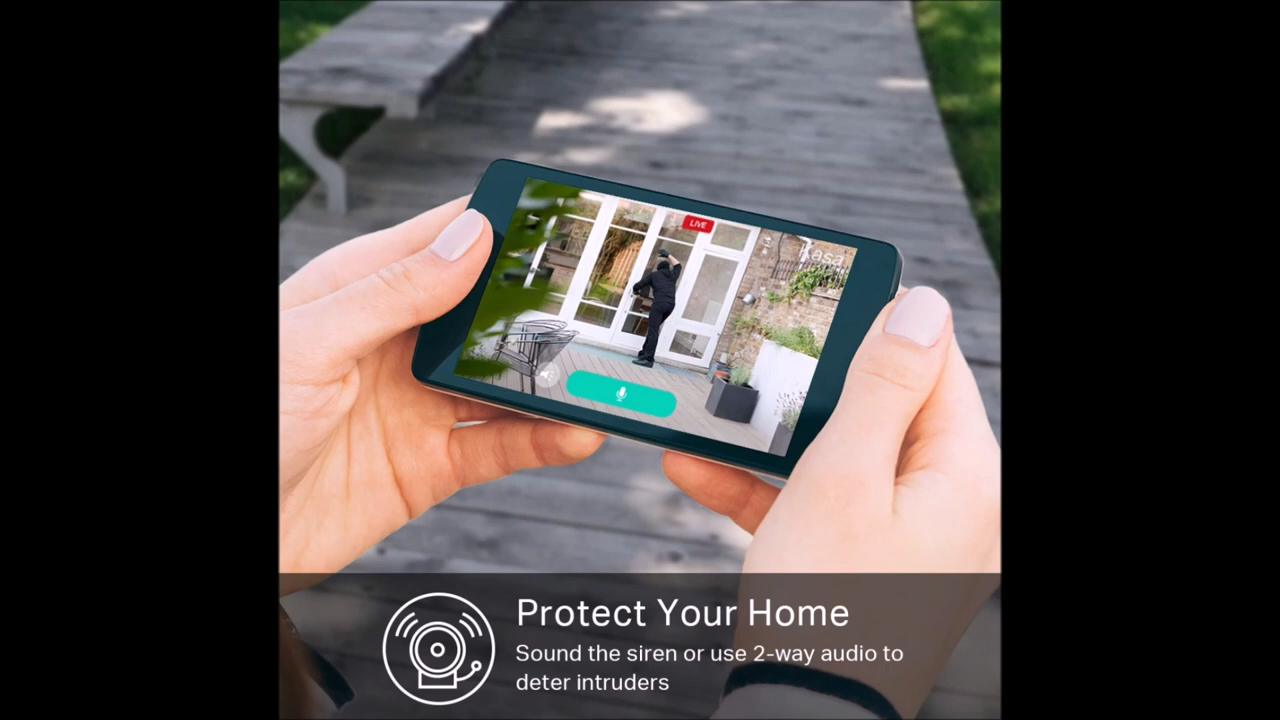 LIVE
Kasa
Protect Your Home
Sound the siren or use 2-way audio to
deter intruders